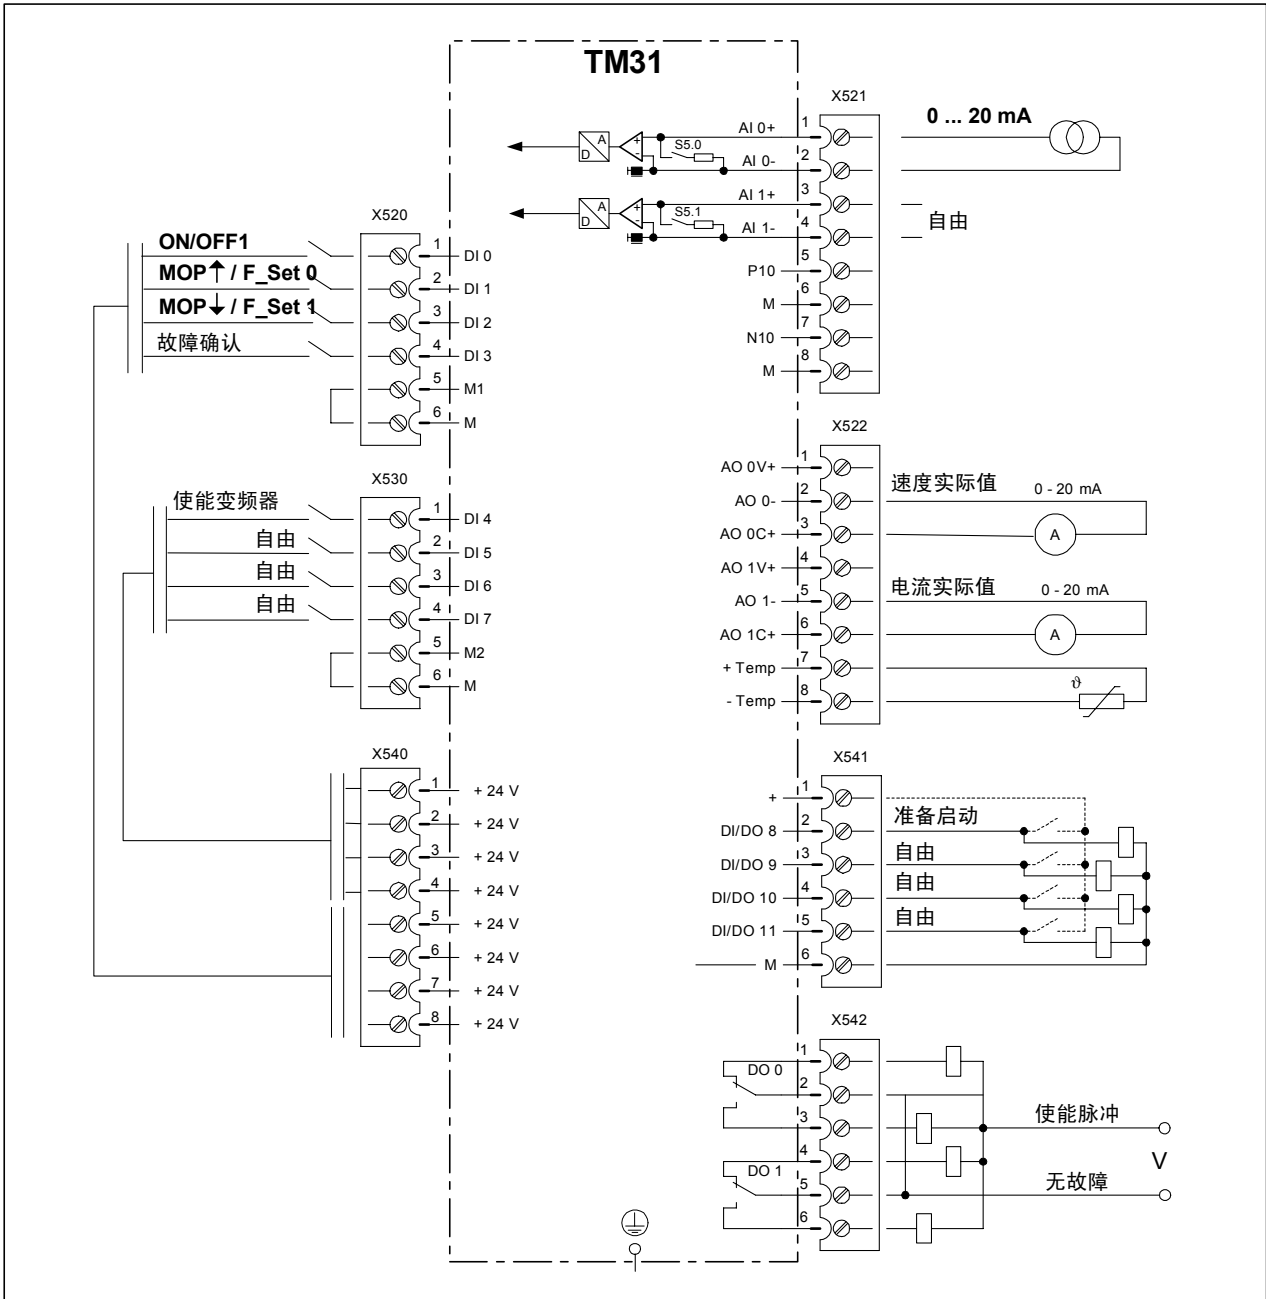 TM31
X521
0 ... 20 mA
1
AI 0+
S5.0
A
D
+
-
2
AI 0-
3
AI 1+
S5.1
A
D
+
-
4
AI 1-
自由
5
P10
6
M
7
N10
8
M
X520
ON/OFF1
1
DI 0
MOP↑ / F_Set 0
2
DI 1
MOP↓ / F_Set 1
3
DI 2
故障确认
4
DI 3
5
M1
6
M
X522
1
AO 0V+
2
AO 0-
速度实际值
0 - 20 mA
3
AO 0C+
A
4
AO 1V+
5
AO 1-
电流实际值
0 - 20 mA
6
AO 1C+
A
7
+ Temp
8
- Temp
ϑ
X530
使能变频器
1
DI 4
自由
2
DI 5
自由
3
DI 6
自由
4
DI 7
5
M2
6
M
X540
1
+ 24 V
2
+ 24 V
3
+ 24 V
4
+ 24 V
5
+ 24 V
6
+ 24 V
7
+ 24 V
8
+ 24 V
X541
1
+
2
DI/DO 8
准备启动
3
DI/DO 9
自由
4
DI/DO 10
自由
5
DI/DO 11
自由
6
M
X542
1
DO 0
2
3
使能脉冲
4
DO 1
V
5
无故障
6